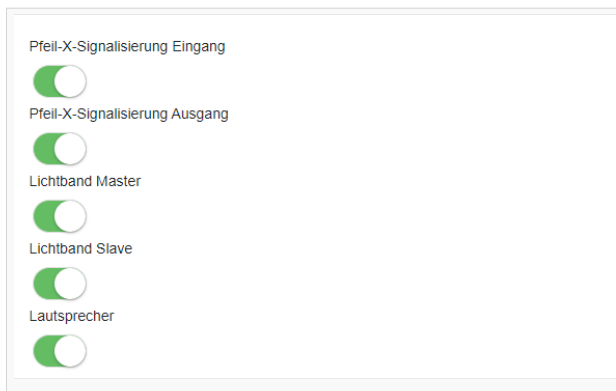 Pfeil-X-Signalisierung Eingang
Pfeil-X-Signalisierung Ausgang
Lichtband Master
Lichtband Slave
Lautsprecher